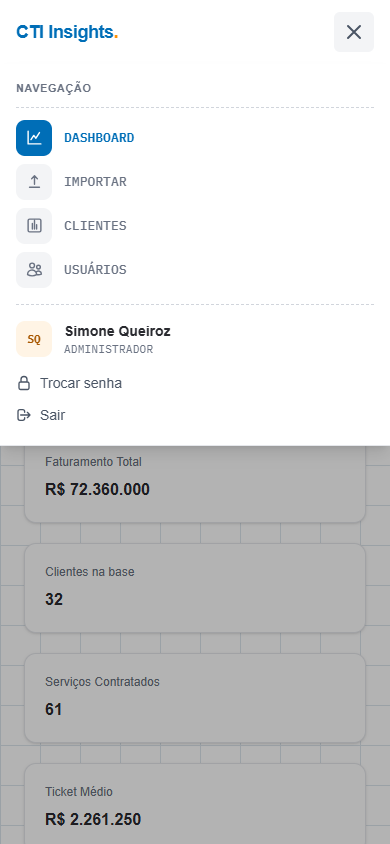 CTI Insights.
NAVEGAÇÃO
DASHBOARD
IMPORTAR
CLIENTES
USUÁRIOS
SQ
Simone Queiroz
ADMINISTRADOR
Trocar senha
Sair
Faturamento Total
R$ 72.360.000
Clientes na base
32
Serviços Contratados
61
Ticket Médio
R$ 2.261.250